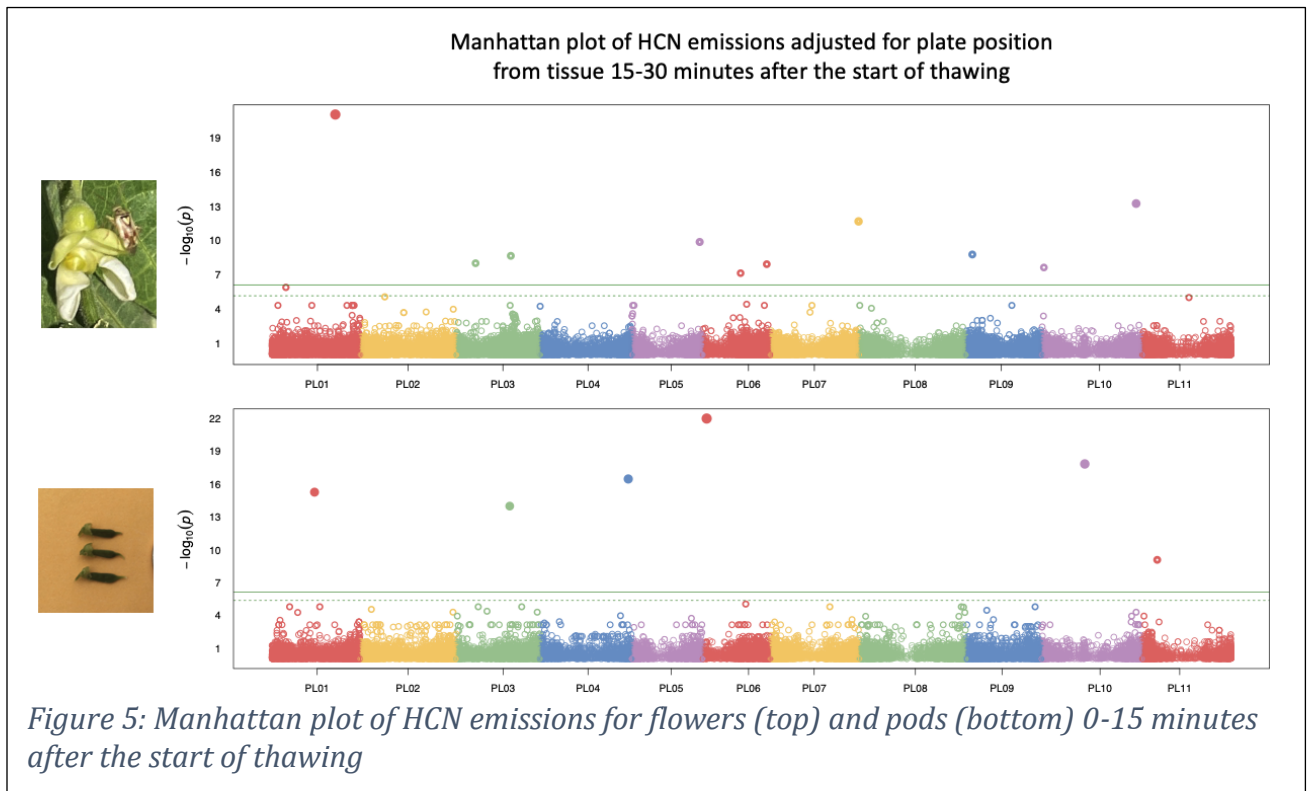 Manhattan plot of HCN emissions adjusted for plate position
from tissue 15-30 minutes after the start of thawing
19
16
13
10
7
4
1
−log10(p)
PL01 PL02 PL03 PL04 PL05 PL06 PL07 PL08 PL09 PL10 PL11
22
19
16
13
10
7
4
1
−log10(p)
PL01 PL02 PL03 PL04 PL05 PL06 PL07 PL08 PL09 PL10 PL11
Figure 5: Manhattan plot of HCN emissions for flowers (top) and pods (bottom) 0-15 minutes
after the start of thawing